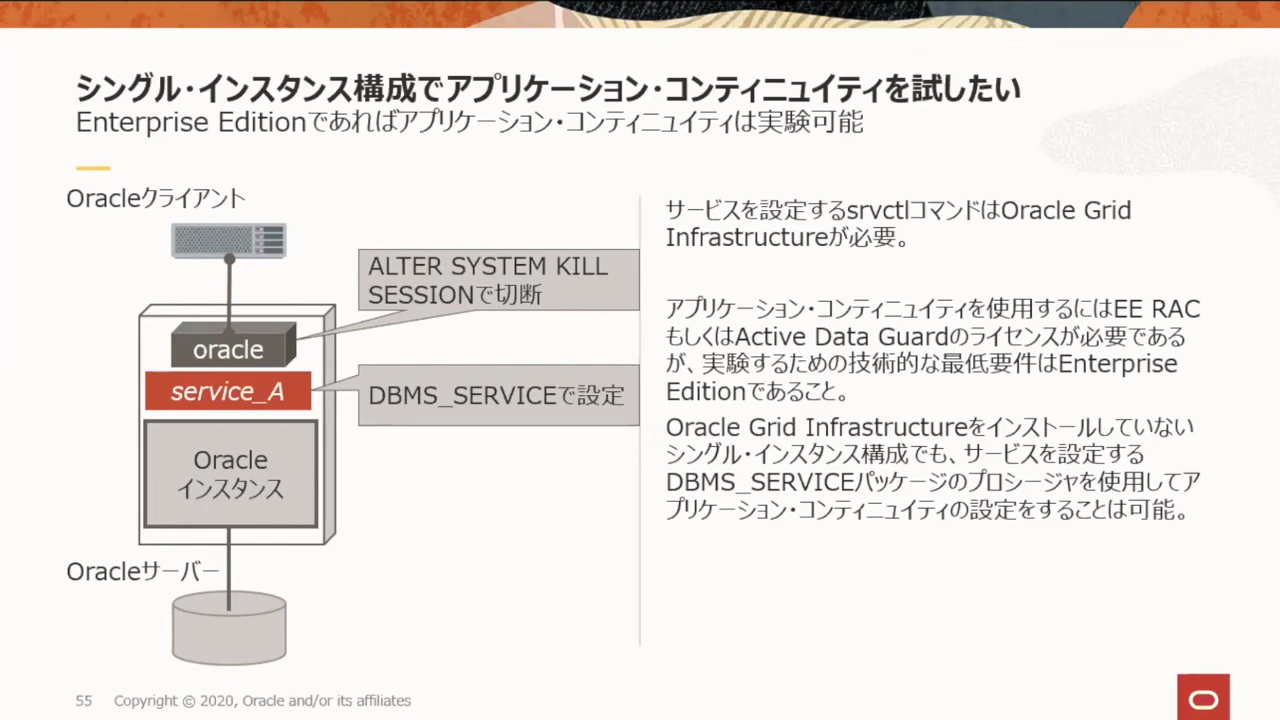 シングル・インスタンス構成でアプリケーション・コンティニュイティを試したい
Enterprise Editionであればアプリケーション・コンティニュイティは実験可能
Oracleクライアント
ALTER SYSTEM KILL
SESSIONで切断
oracle
service_A
DBMS_SERVICEで設定
Oracle
インスタンス
Oracleサーバー
サービスを設定するsrvctlコマンドはOracle Grid
Infrastructureが必要。
アプリケーション・コンティニュイティを使用するにはEE RAC
もしくはActive Data Guardのライセンスが必要である
が、実験するための技術的な最低要件はEnterprise
Editionであること。
Oracle Grid Infrastructureをインストールしていない
シングル・インスタンス構成でも、サービスを設定する
DBMS_SERVICEパッケージのプロシージャを使用してア
プリケーション・コンティニュイティの設定をすることは可能。
55 Copyright © 2020, Oracle and/or its affiliates